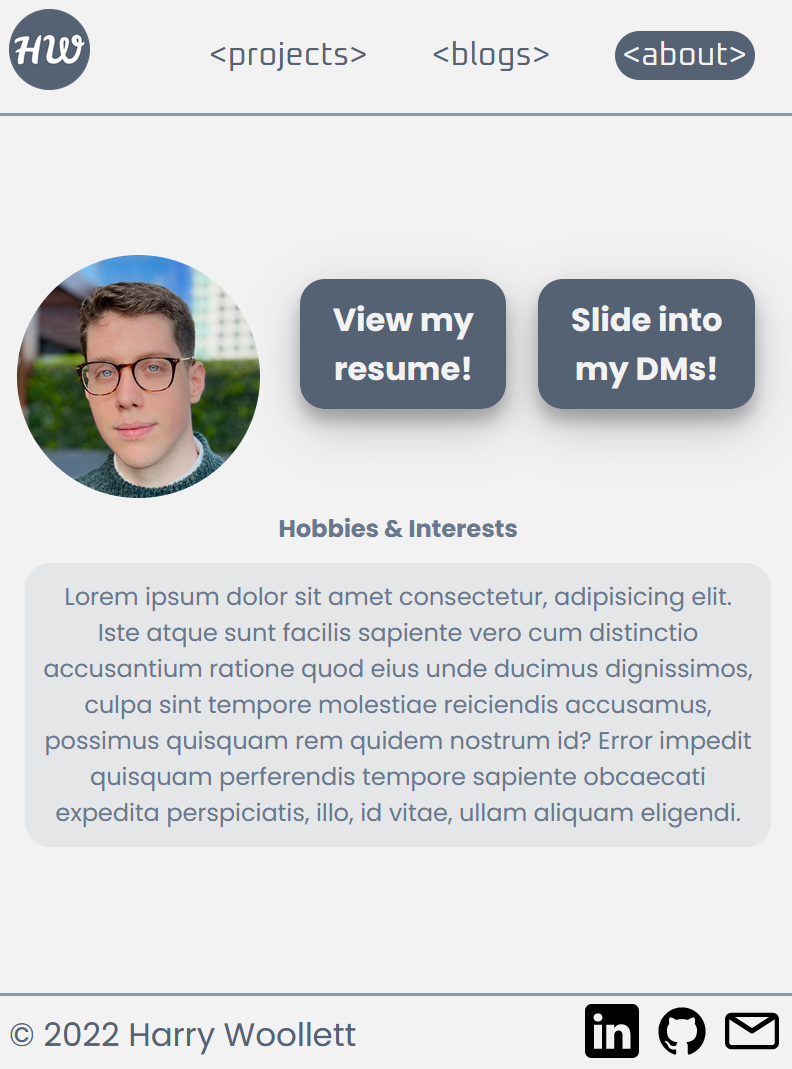 HW
<projects>
<blogs>
<about>
View my
resume!
Slide into
my DMs!
Hobbies & Interests
Lorem ipsum dolor sit amet consectetur, adipisicing elit.
Iste atque sunt facilis sapiente vero cum distinctio
accusantium ratione quod eius unde ducimus dignissimos,
culpa sint tempore molestiae reiciendis accusamus,
possimus quisquam rem quidem nostrum id? Error impedit
quisquam perferendis tempore sapiente obcaecati
expedita perspiciatis, illo, id vitae, ullam aliquam eligendi.
© 2022 Harry Woollett
in